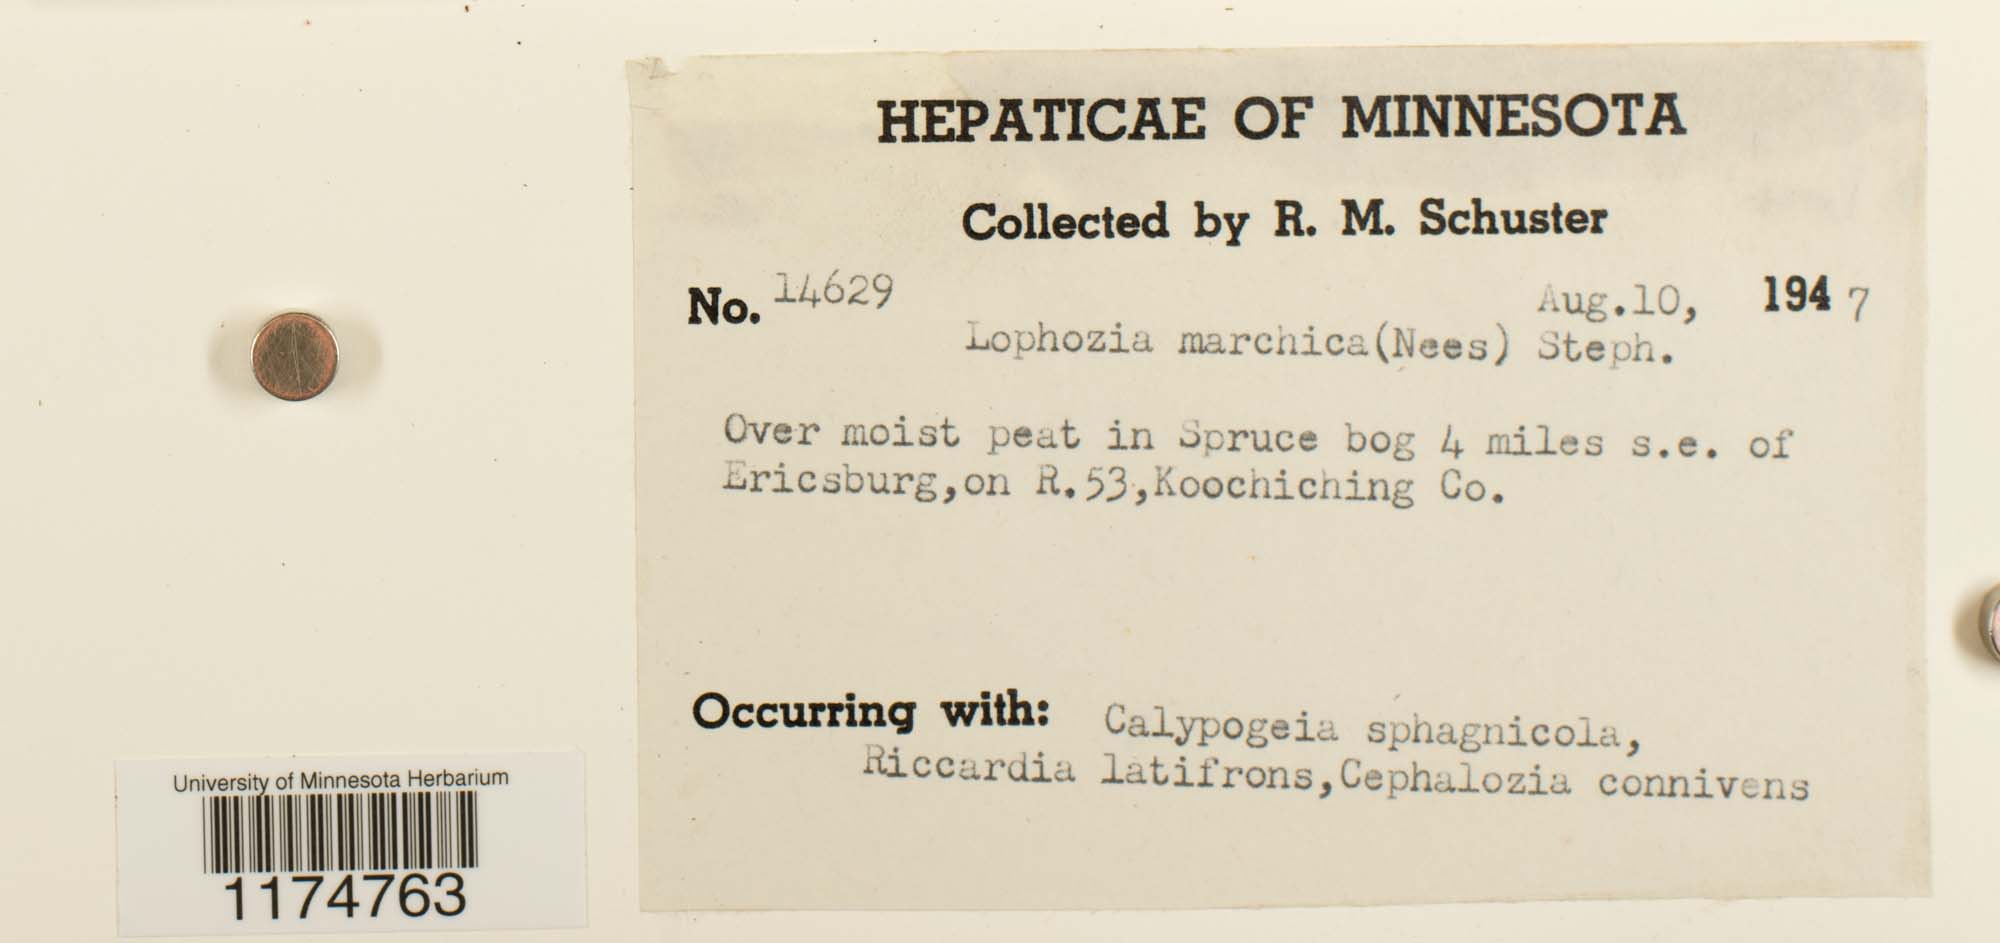 HEPATICAE OF MINNESOTA
Collected by R. M. Schuster
No. 14629 Aug.10, 1947
Lophozia marchica(Nees) Steph.
Over moist peat in Spruce bog 4 miles s.e. of
Ericsburg,on R.53,Koochiching Co.
Occurring with: Calypogeia sphagnicola,
Riccardia latifrons,Cephalozia connivens
University of Minnesota Herbarium
1174763